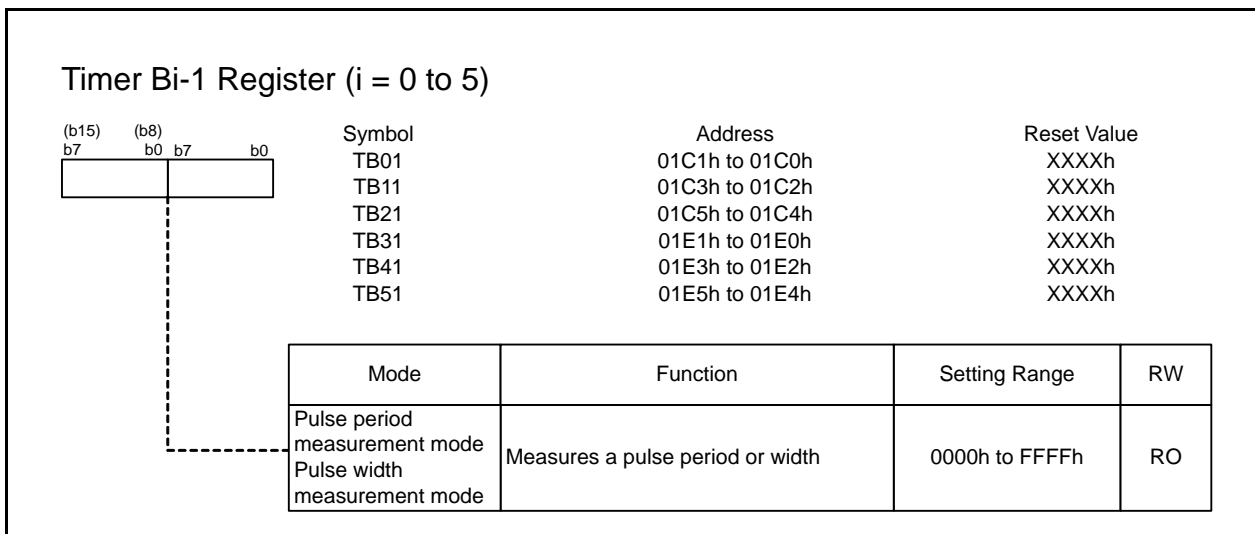 Timer Bi-1 Register (i = 0 to 5)
(b15) (b8)
b7 b0 b7 b0
Symbol Address Reset Value
TB01 01C1h to 01C0h XXXXh
TB11 01C3h to 01C2h XXXXh
TB21 01C5h to 01C4h XXXXh
TB31 01E1h to 01E0h XXXXh
TB41 01E3h to 01E2h XXXXh
TB51 01E5h to 01E4h XXXXh
Mode Function Setting Range RW
Pulse period
measurement mode
Pulse width
measurement mode
Measures a pulse period or width 0000h to FFFFh RO